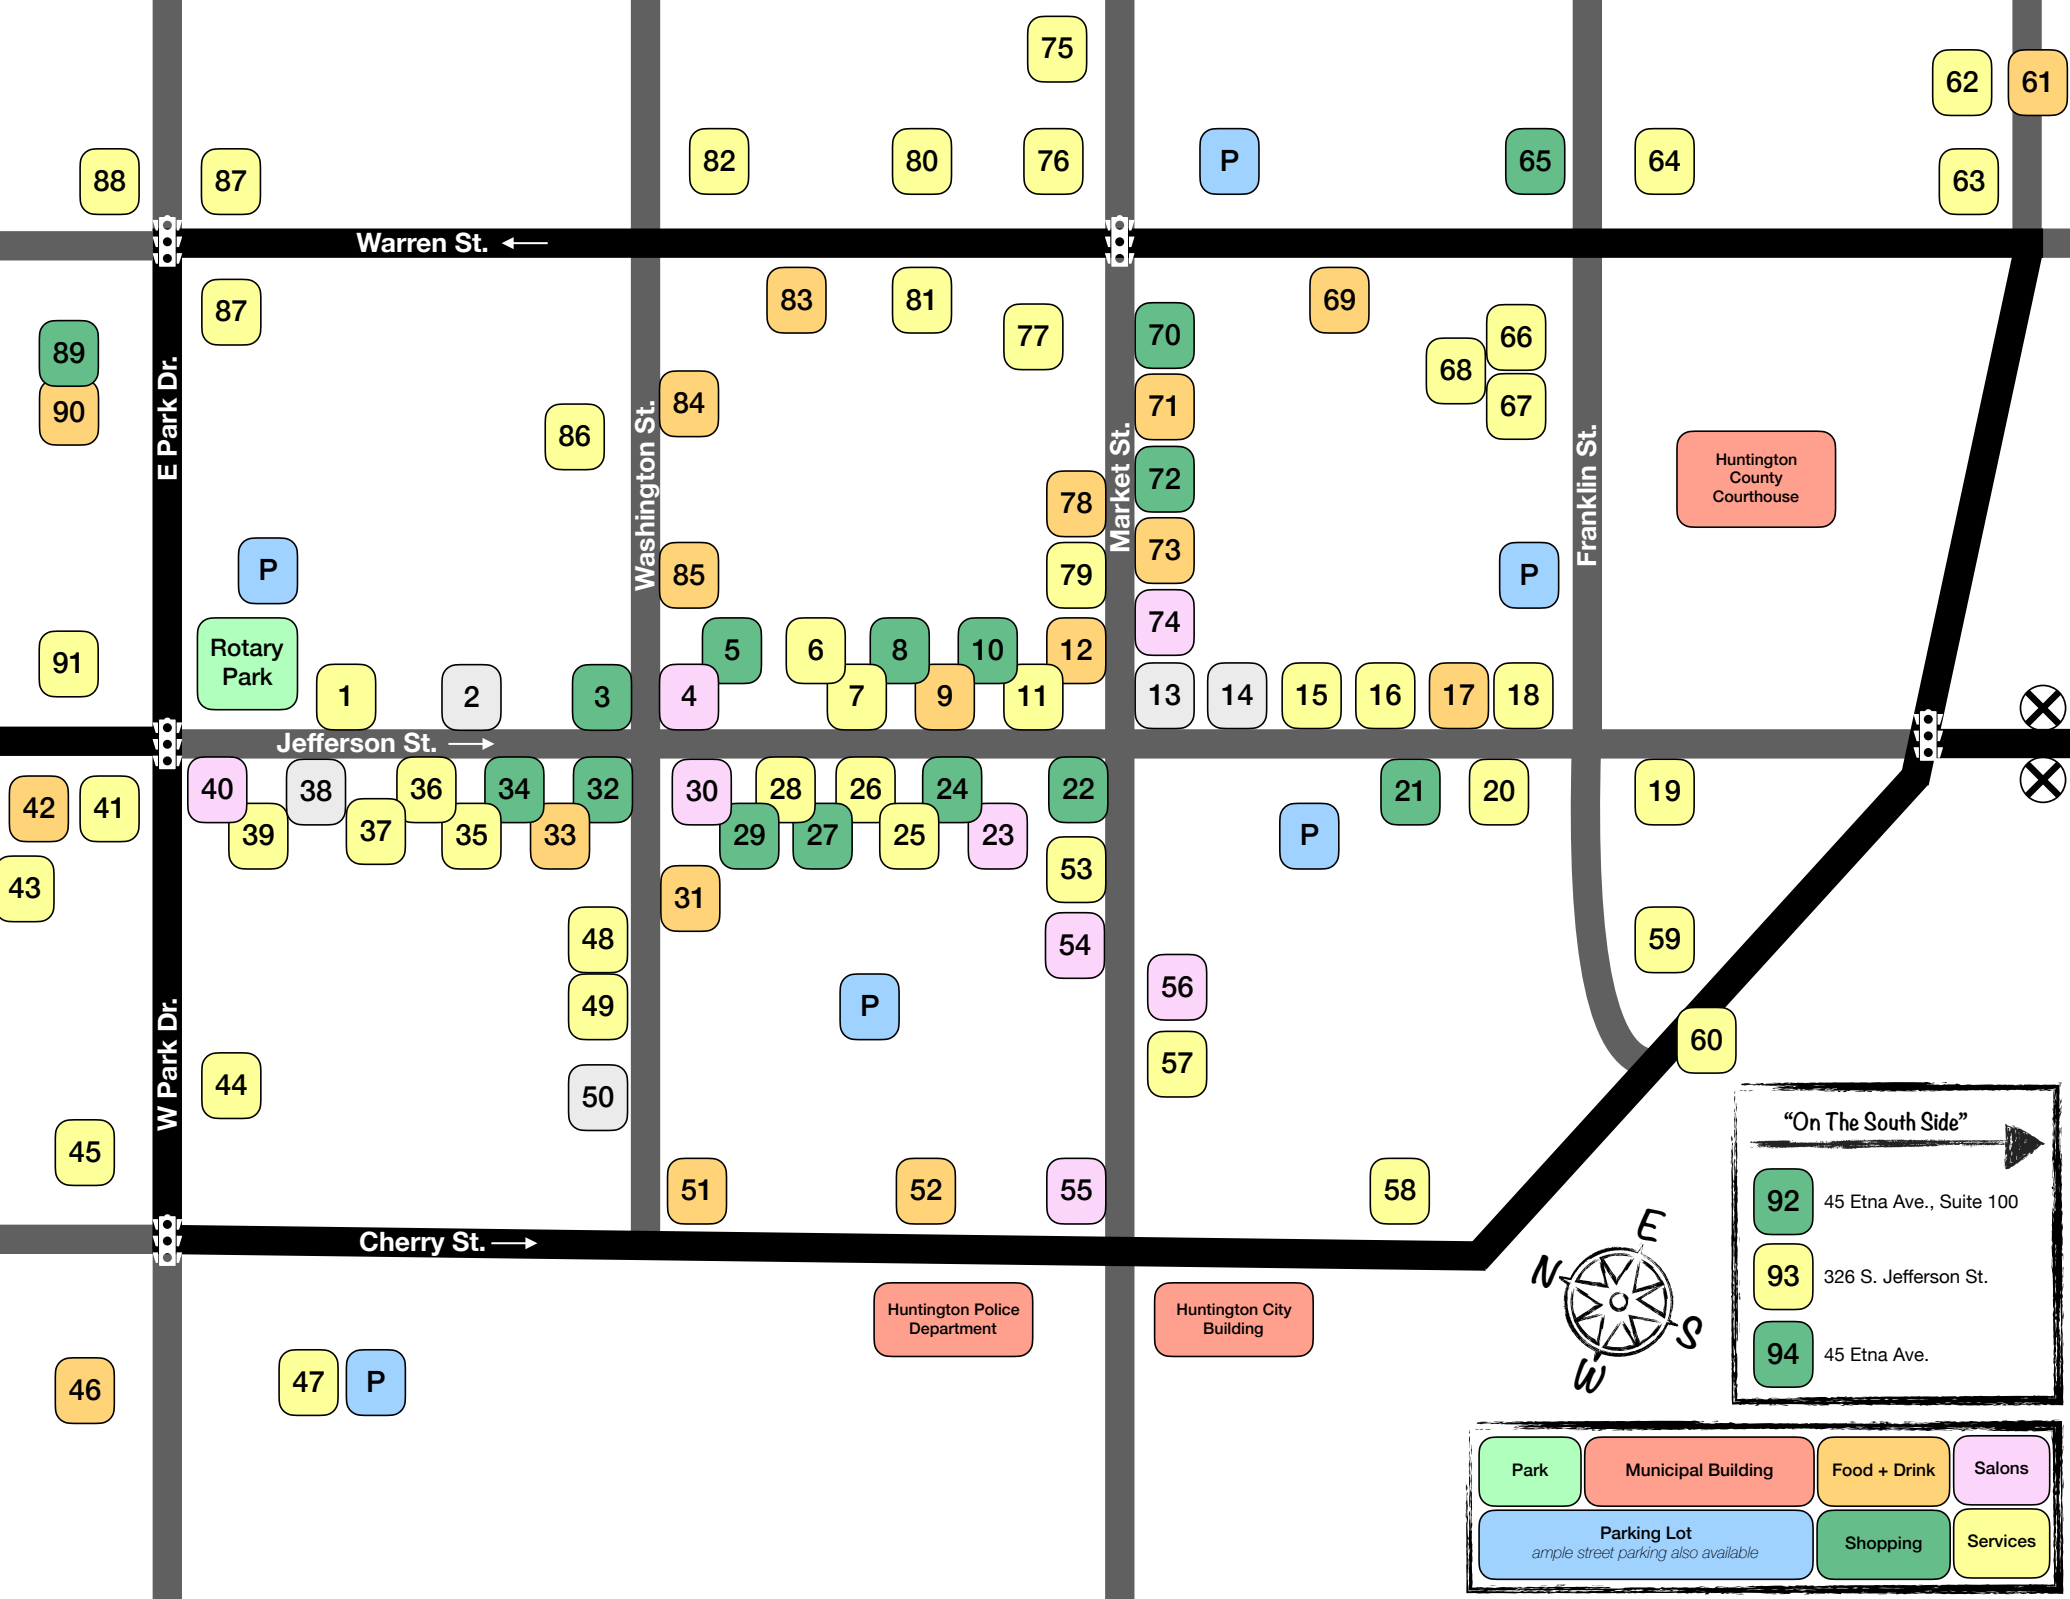 75
62 61
82 80 76 P 65 64
88 87 63
Warren St.
87 83 81 77 70 69 66
89 68
90 84 71 67
E Park Dr.
86
Washington St.
Market St.
Franklin St.
78 72
Huntington
County
Courthouse
P 85 79 73 P
Rotary
Park
91 5 6 8 10 12 74
1 2 3 4 7 9 11 13 14 15 16 17 18
Jefferson St.
40 38 36 34 32 30 28 26 24 22 21 20 19
42 41 39 37 35 33 29 27 25 23 P
43 31 53
48 54 59
49 P 56
W Park Dr.
44 50 57 60
45 51 52 55 58
Cherry St.
Huntington Police
Department
Huntington City
Building
46 47 P
N E S W
“On The South Side”
92 45 Etna Ave., Suite 100
93 326 S. Jefferson St.
94 45 Etna Ave.
Park Municipal Building Food + Drink Salons
Parking Lot
ample street parking also available
Shopping Services